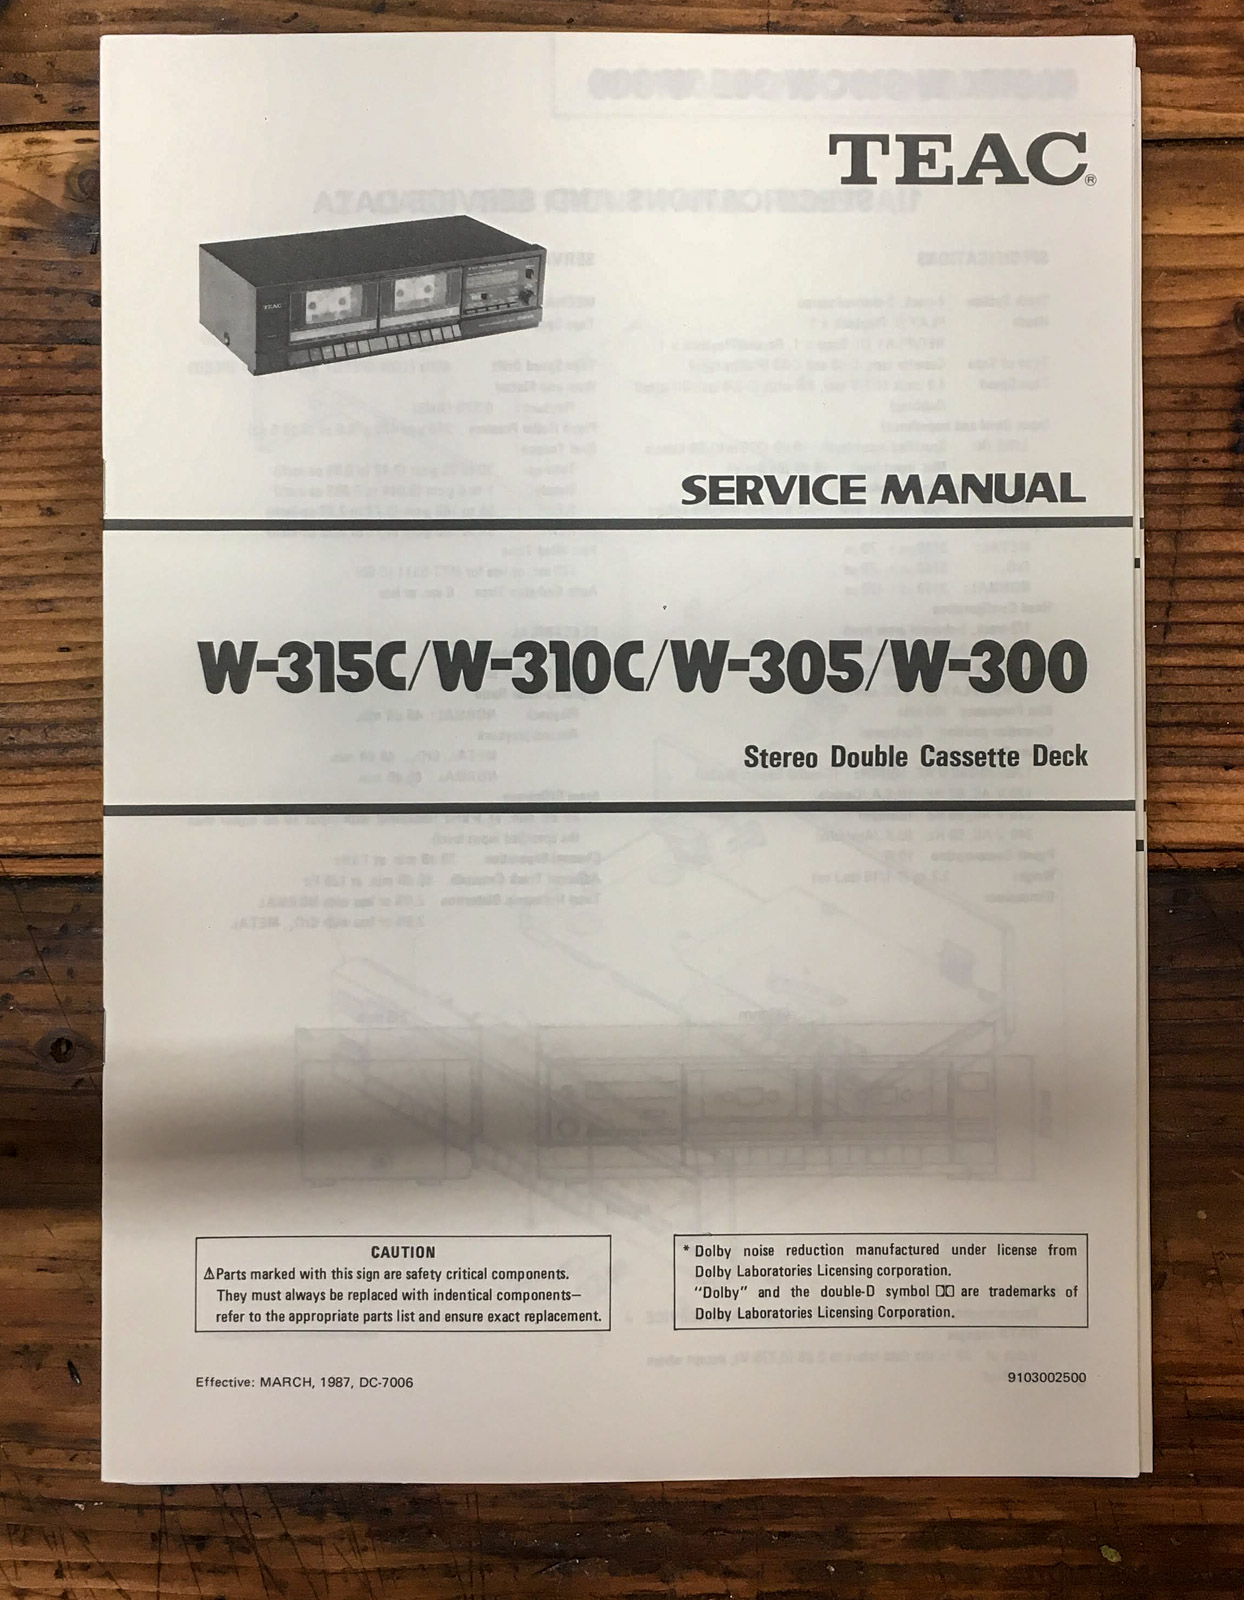 TEAC®
TEAC
SERVICE MANUAL
W-315C/W-310C/W-305/W-300
Stereo Double Cassette Deck
CAUTION
⚠Parts marked with this sign are safety critical components.
They must always be replaced with indentical components—
refer to the appropriate parts list and ensure exact replacement.
* Dolby noise reduction manufactured under license from
Dolby Laboratories Licensing corporation.
"Dolby" and the double-D symbol are trademarks of
Dolby Laboratories Licensing Corporation.
Effective: MARCH, 1987, DC-7006
9103002500